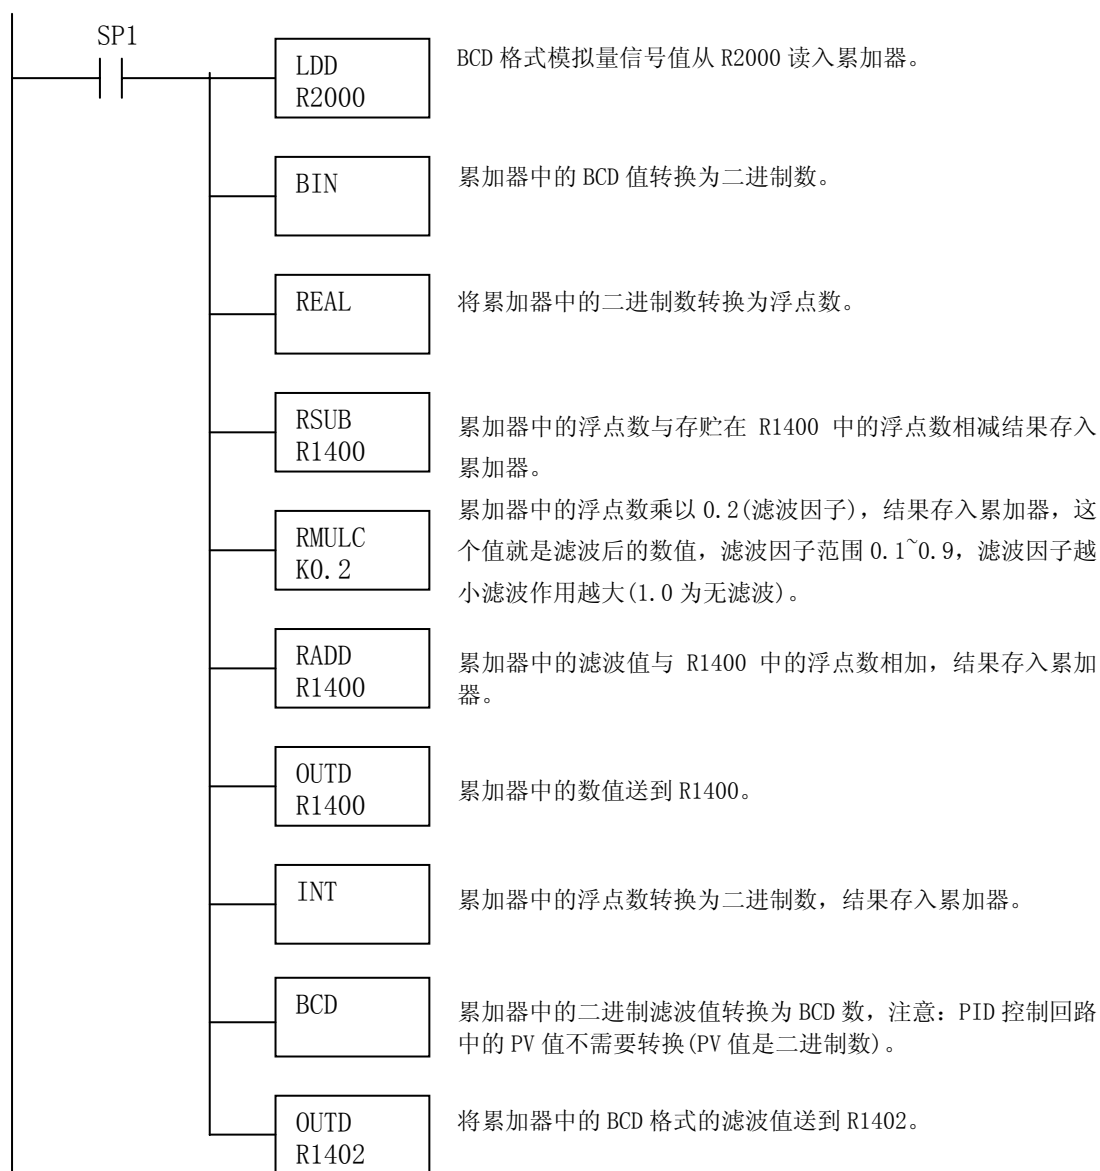 SP1
LDD
R2000
BCD 格式模拟量信号值从 R2000 读入累加器。
BIN
累加器中的 BCD 值转换为二进制数。
REAL
将累加器中的二进制数转换为浮点数。
RSUB
R1400
累加器中的浮点数与存贮在 R1400 中的浮点数相减结果存入
累加器。
RMULC
K0.2
累加器中的浮点数乘以 0.2(滤波因子)，结果存入累加器，这
个值就是滤波后的数值，滤波因子范围 0.1~0.9，滤波因子越
小滤波作用越大(1.0 为无滤波)。
RADD
R1400
累加器中的滤波值与 R1400 中的浮点数相加，结果存入累加
器。
OUTD
R1400
累加器中的数值送到 R1400。
INT
累加器中的浮点数转换为二进制数，结果存入累加器。
BCD
累加器中的二进制滤波值转换为 BCD 数，注意：PID 控制回路
中的 PV 值不需要转换(PV 值是二进制数)。
OUTD
R1402
将累加器中的 BCD 格式的滤波值送到 R1402。